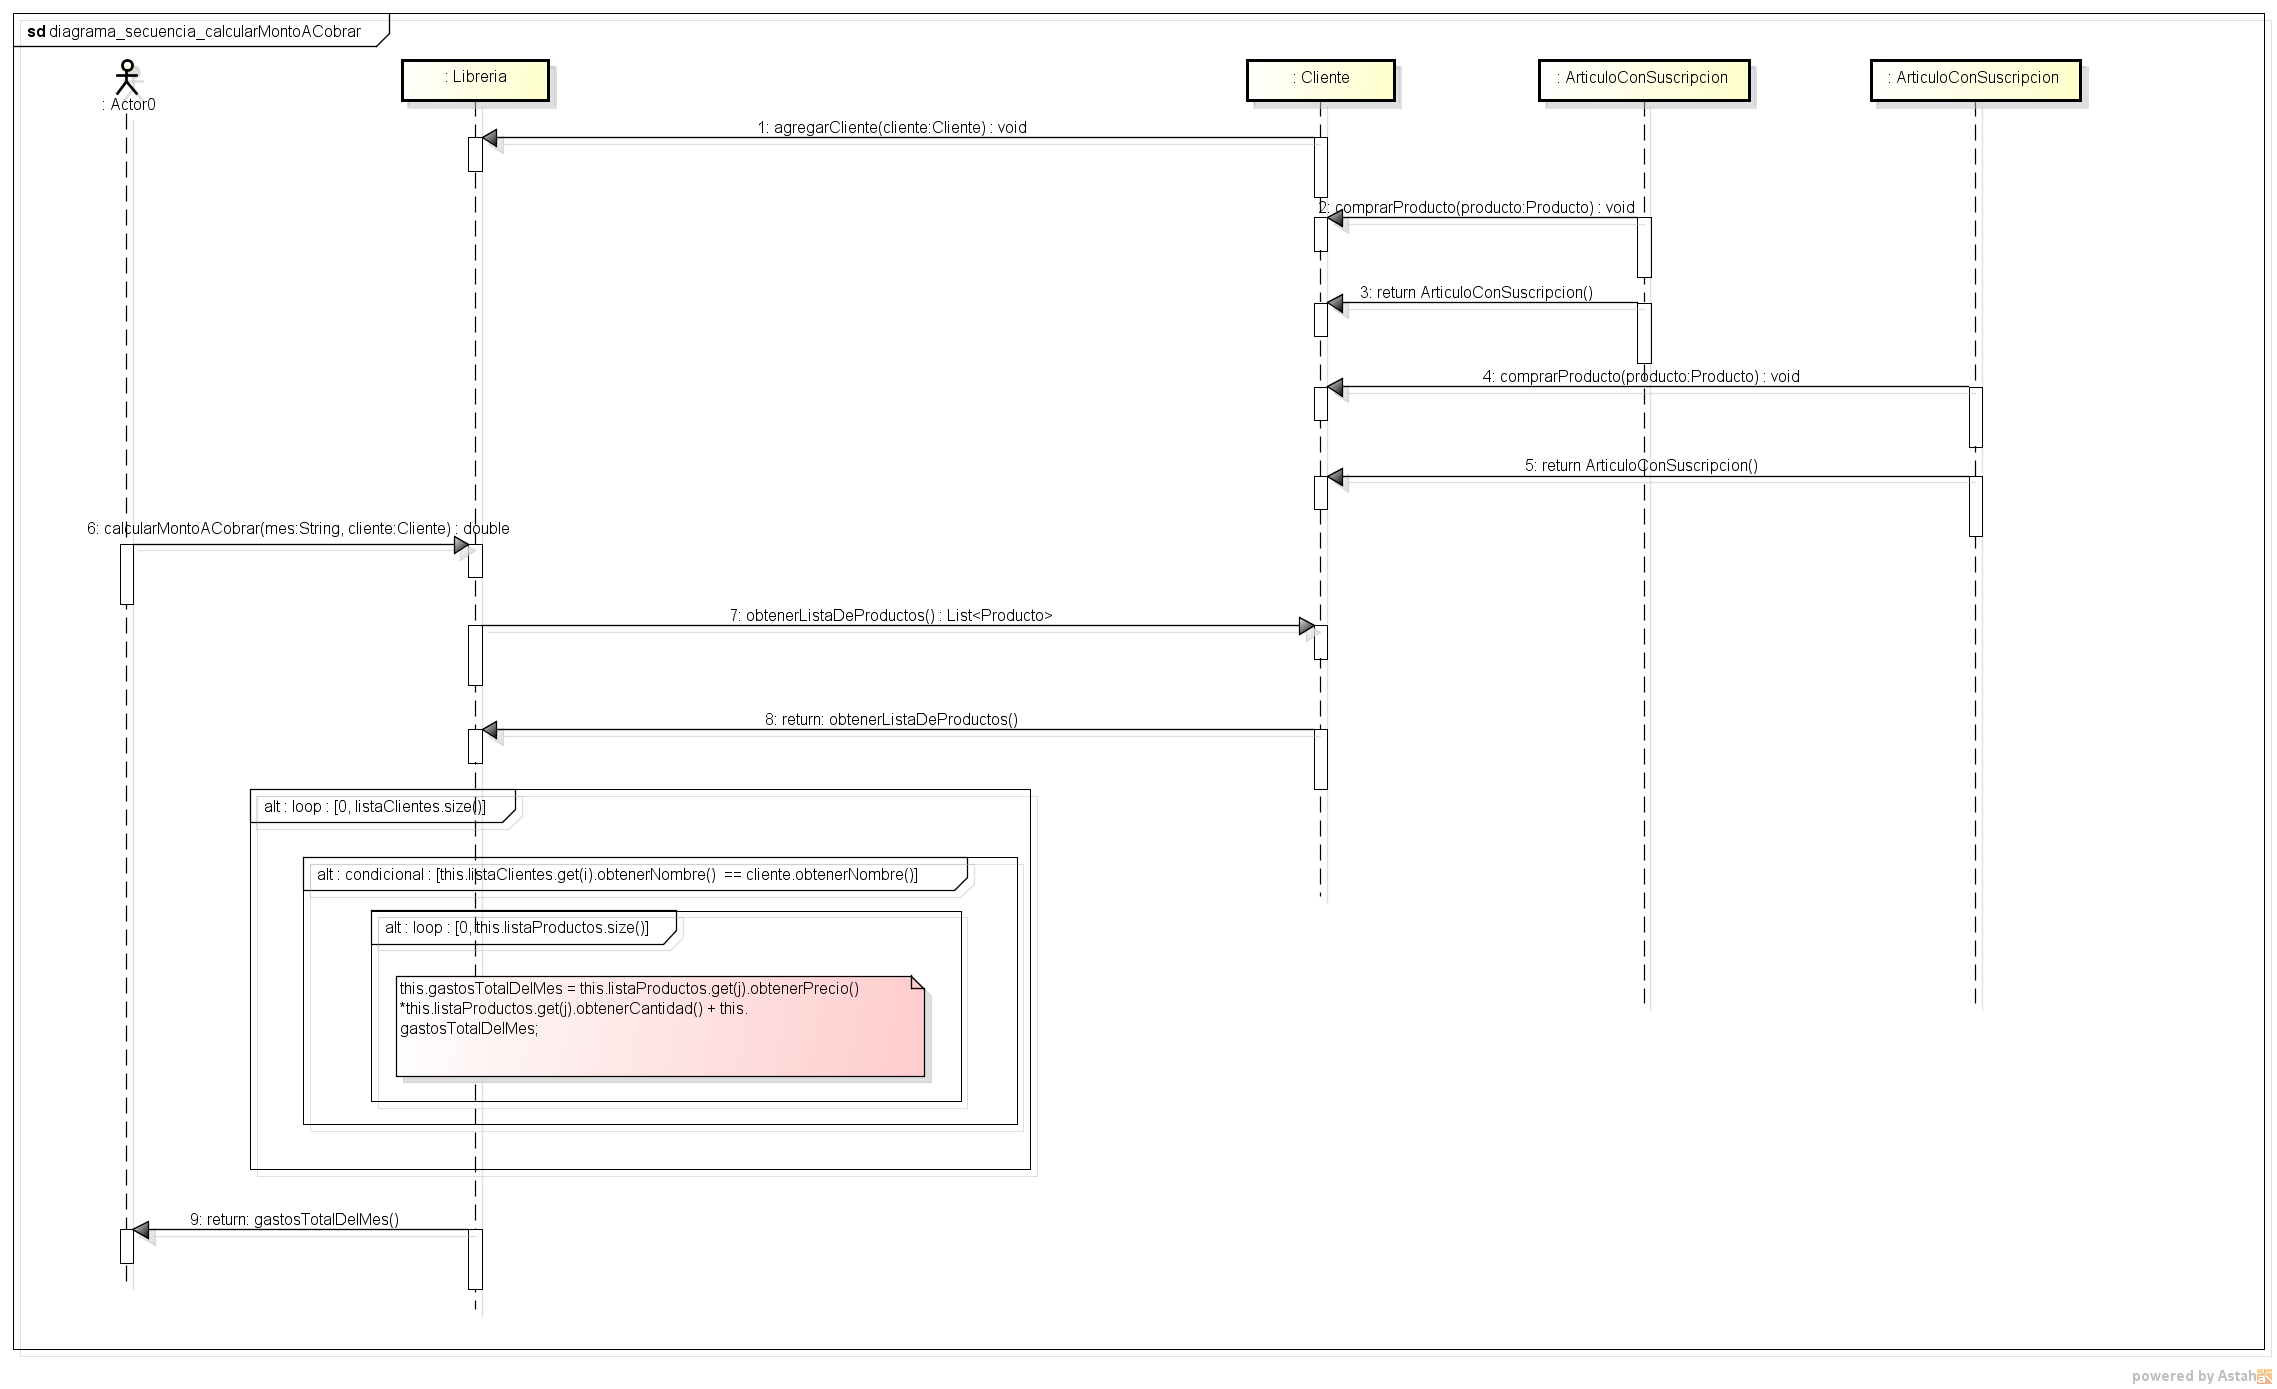 sd diagrama_secuencia_calcularMontoACobrar
: Actor0
: Libreria
: Cliente
: ArticuloConSuscripcion
: ArticuloConSuscripcion
1: agregarCliente(cliente:Cliente) : void
2: comprarProducto(producto:Producto) : void
3: return ArticuloConSuscripcion()
4: comprarProducto(producto:Producto) : void
5: return ArticuloConSuscripcion()
6: calcularMontoACobrar(mes:String, cliente:Cliente) : double
7: obtenerListaDeProductos() : List<Producto>
8: return: obtenerListaDeProductos()
alt : loop : [0, listaClientes.size()]
alt : condicional : [this.listaClientes.get(i).obtenerNombre()  == cliente.obtenerNombre()]
alt : loop : [0, this.listaProductos.size()]
this.gastosTotalDelMes = this.listaProductos.get(j).obtenerPrecio()
*this.listaProductos.get(j).obtenerCantidad() + this.
gastosTotalDelMes;
9: return: gastosTotalDelMes()
powered by Astah